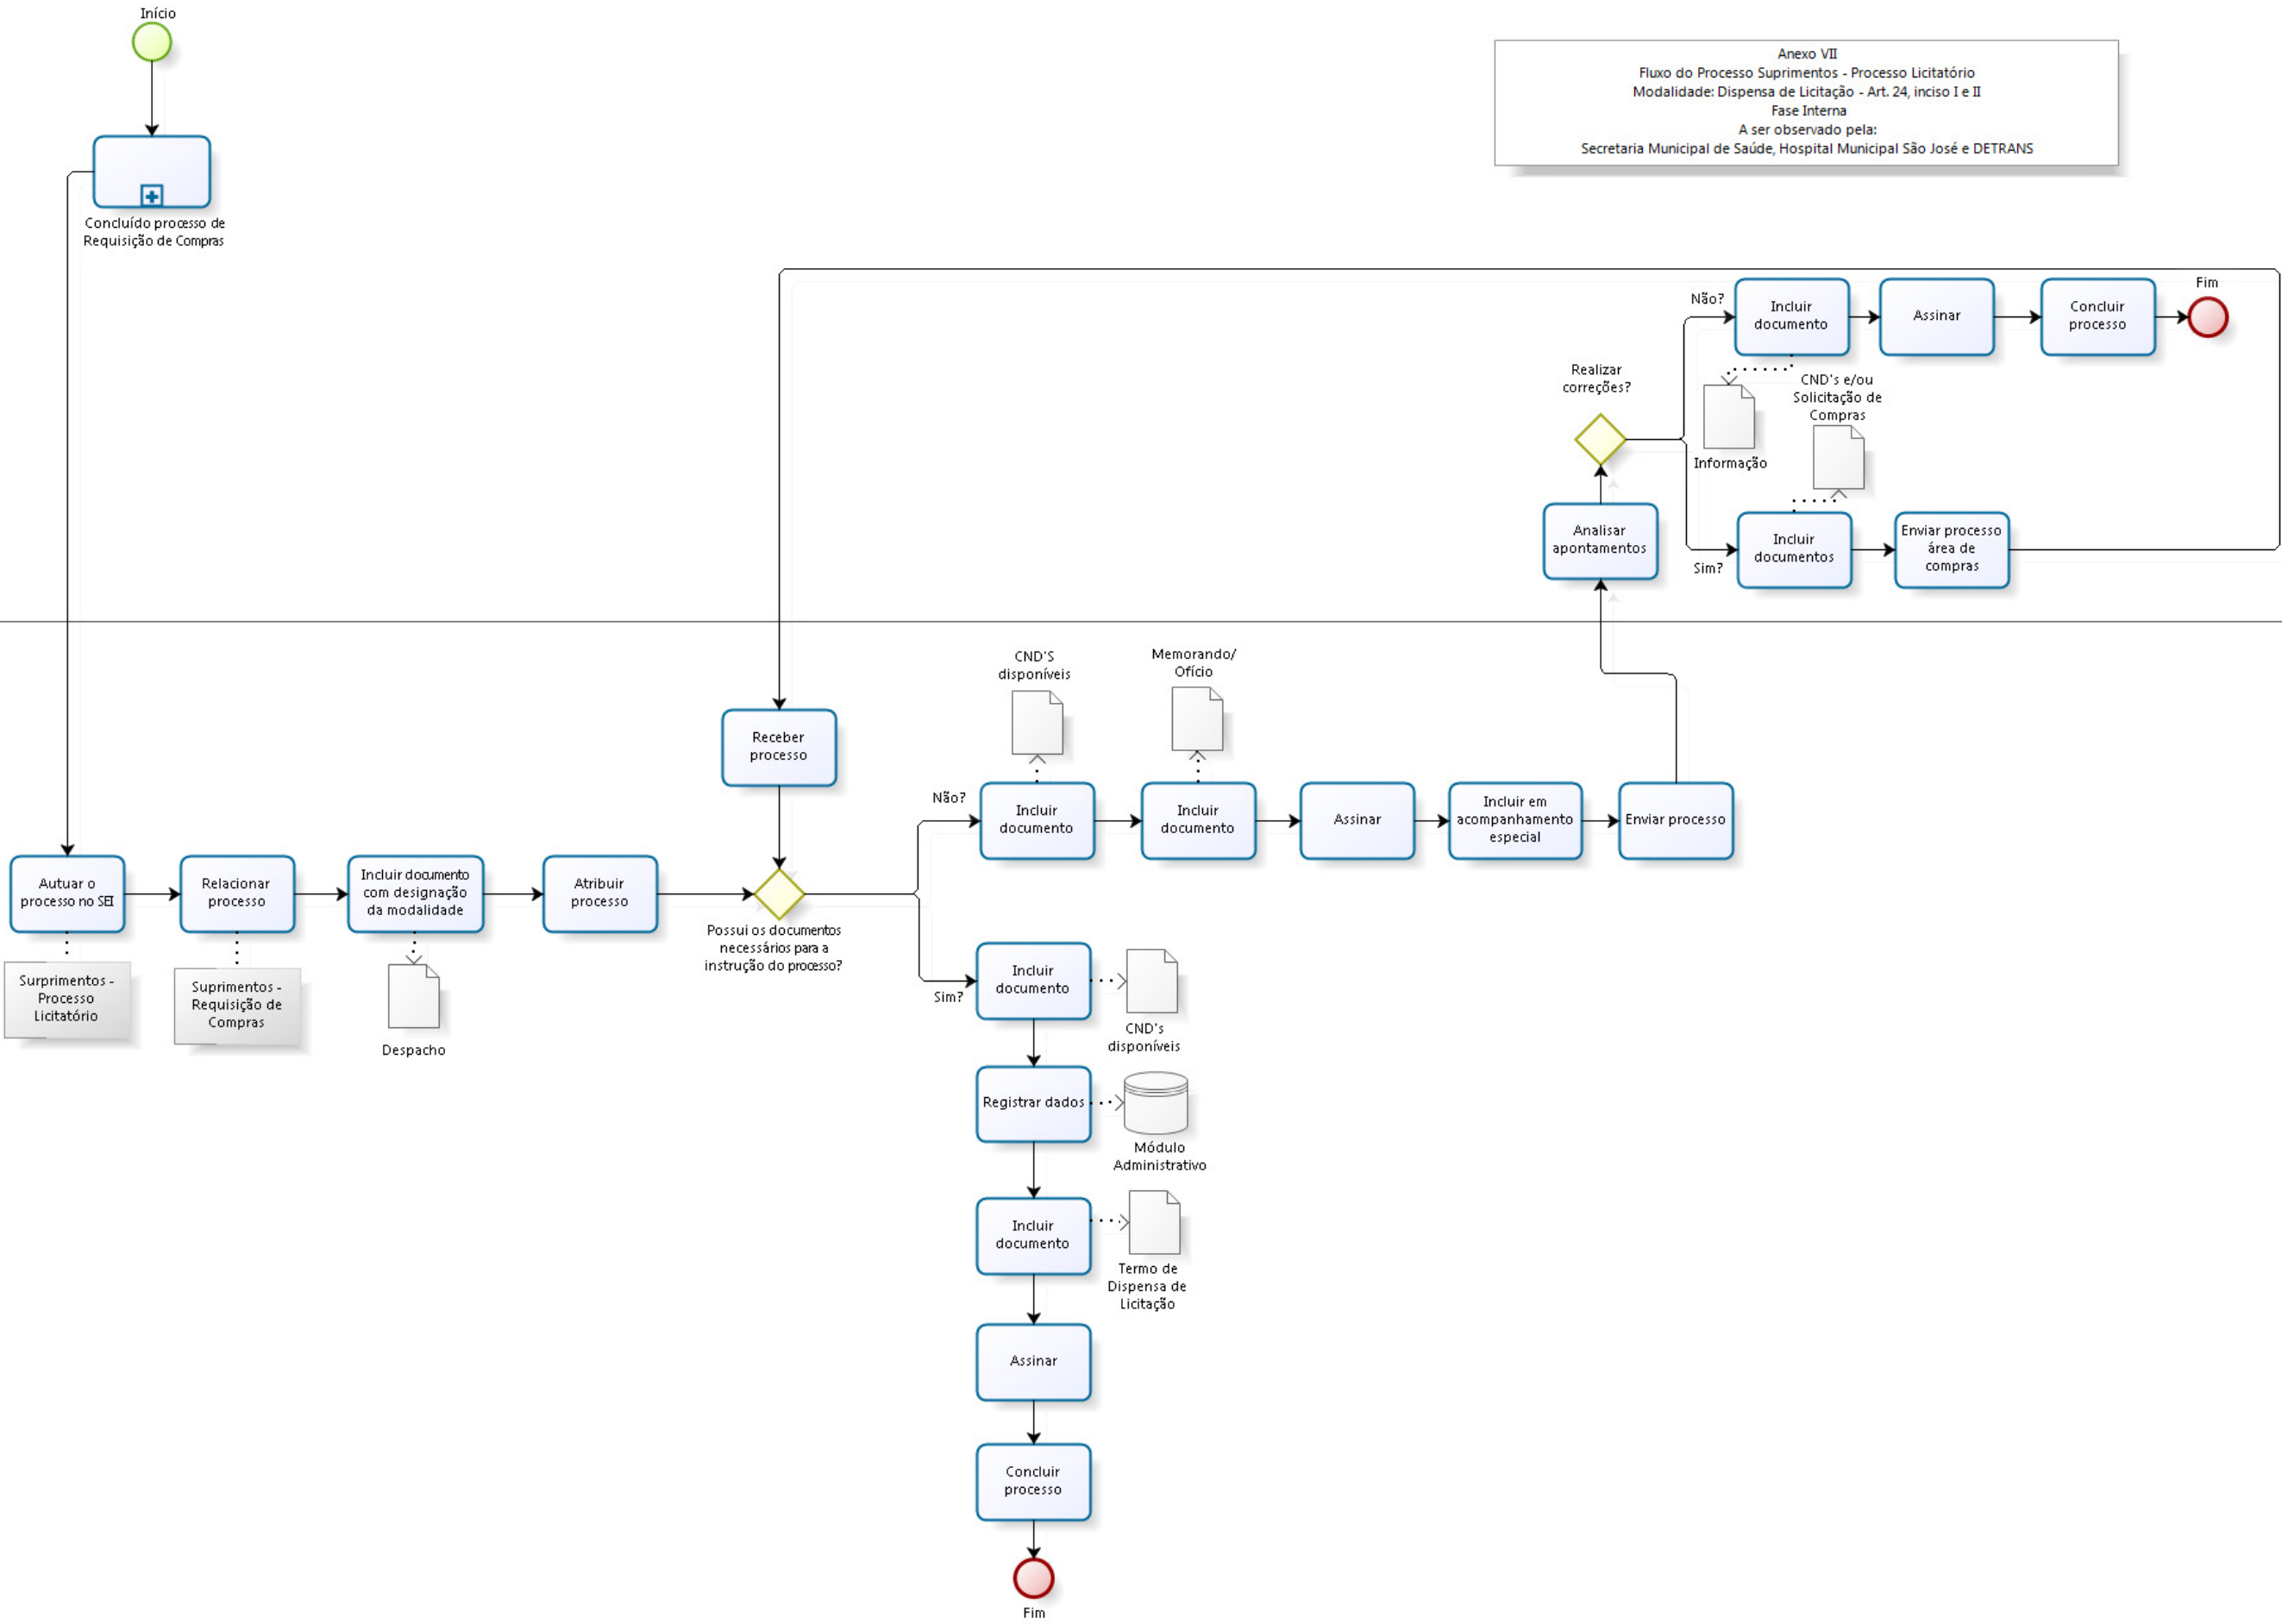 Início
Anexo VII
Fluxo do Processo Suprimentos - Processo Licitatório
Modalidade: Dispensa de Licitação - Art. 24, inciso I e II
Fase Interna
A ser observado pela:
Secretaria Municipal de Saúde, Hospital Municipal São José e DETRANS
Concluído processo de
Requisição de Compras
Não?
Incluir
documento
Assinar
Concluir
processo
Fim
Realizar
correções?
Informação
CND's e/ou
Solicitação de
Compras
Analisar
apontamentos
Sim?
Incluir
documentos
Enviar processo
área de
compras
Receber
processo
CND'S
disponíveis
Memorando/
Ofício
Não?
Incluir
documento
Incluir
documento
Assinar
Incluir em
acompanhamento
especial
Enviar processo
Autuar o
processo no SEI
Relacionar
processo
Incluir documento
com designação
da modalidade
Atribuir
processo
Possui os documentos
necessários para a
instrução do processo?
Surprimentos -
Processo
Licitatório
Suprimentos -
Requisição de
Compras
Despacho
Sim?
Incluir
documento
CND's
disponíveis
Registrar dados
Módulo
Administrativo
Incluir
documento
Termo de
Dispensa de
Licitação
Assinar
Concluir
processo
Fim